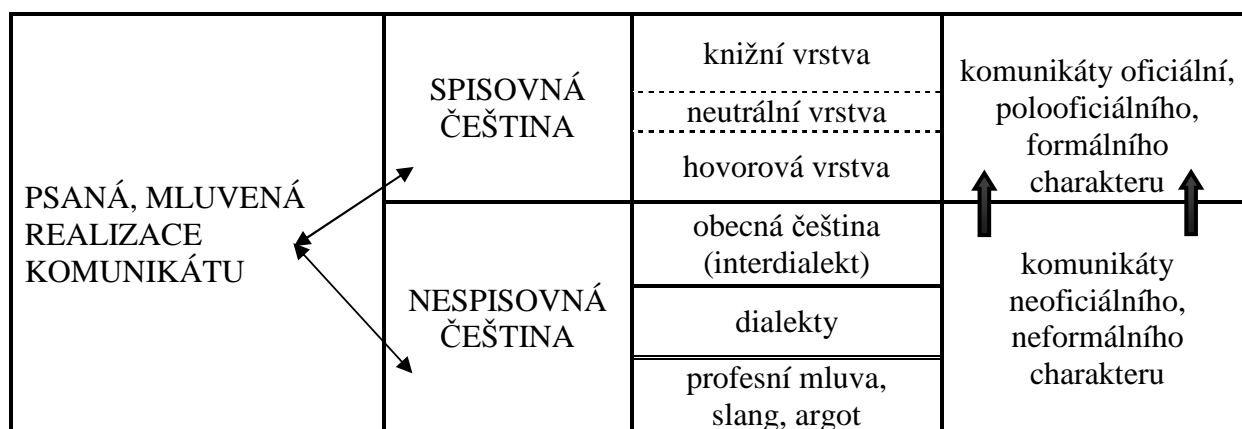 PSANÁ, MLUVENÁ
REALIZACE
KOMUNIKÁTU
SPISOVNÁ
ČEŠTINA
knižní vrstva
neutrální vrstva
hovorová vrstva
komunikáty oficiální,
polooficiálního,
formálního
charakteru
NESPISOVNÁ
ČEŠTINA
obecná čeština
(interdialekt)
dialekty
profesní mluva,
slang, argot
komunikáty
neoficiálního,
neformálního
charakteru